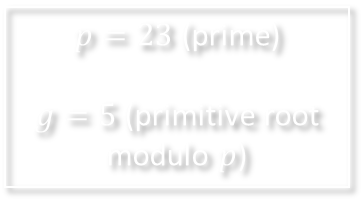 p = 23 (prime)
g = 5 (primitive root
modulo p)